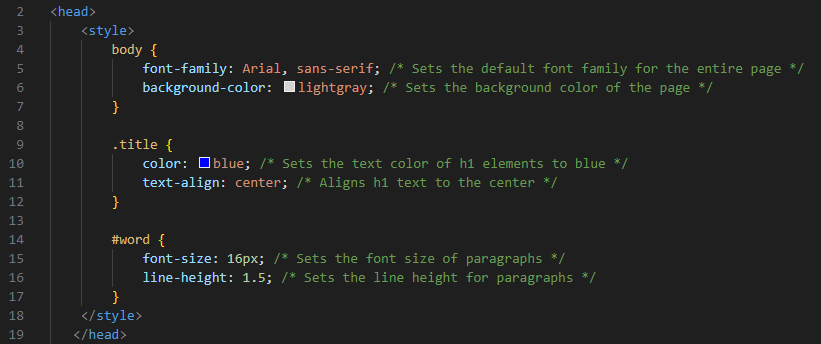 2 <head>
3 <style>
4 body {
5 font-family: Arial, sans-serif; /* Sets the default font family for the entire page */
6 background-color: lightgray; /* Sets the background color of the page */
7 }
8
9 .title {
10 color: blue; /* Sets the text color of h1 elements to blue */
11 text-align: center; /* Aligns h1 text to the center */
12 }
13
14 #word {
15 font-size: 16px; /* Sets the font size of paragraphs */
16 line-height: 1.5; /* Sets the line height for paragraphs */
17 }
18 </style>
19 </head>